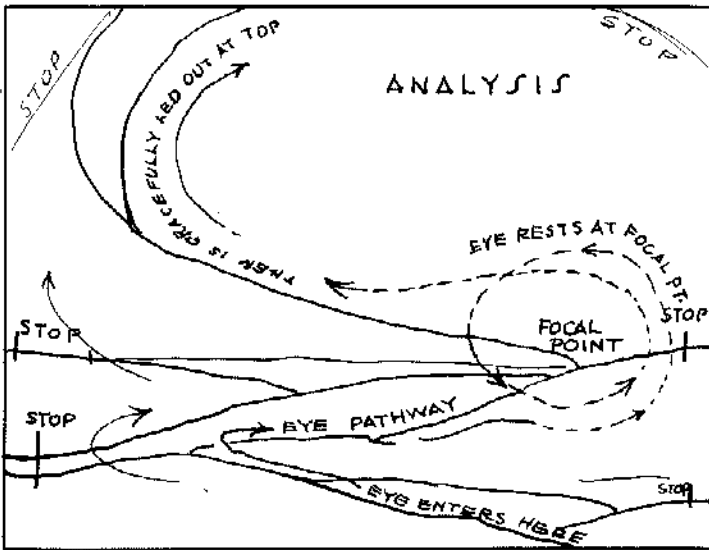 STOP
STOP
ANALYSIS
THEN IS GRACEFULLY LED OUT AT TOP
EYE RESTS AT FOCAL PT.
STOP
STOP
FOCAL
POINT
STOP
EYE PATHWAY
EYE ENTERS HERE
STOP